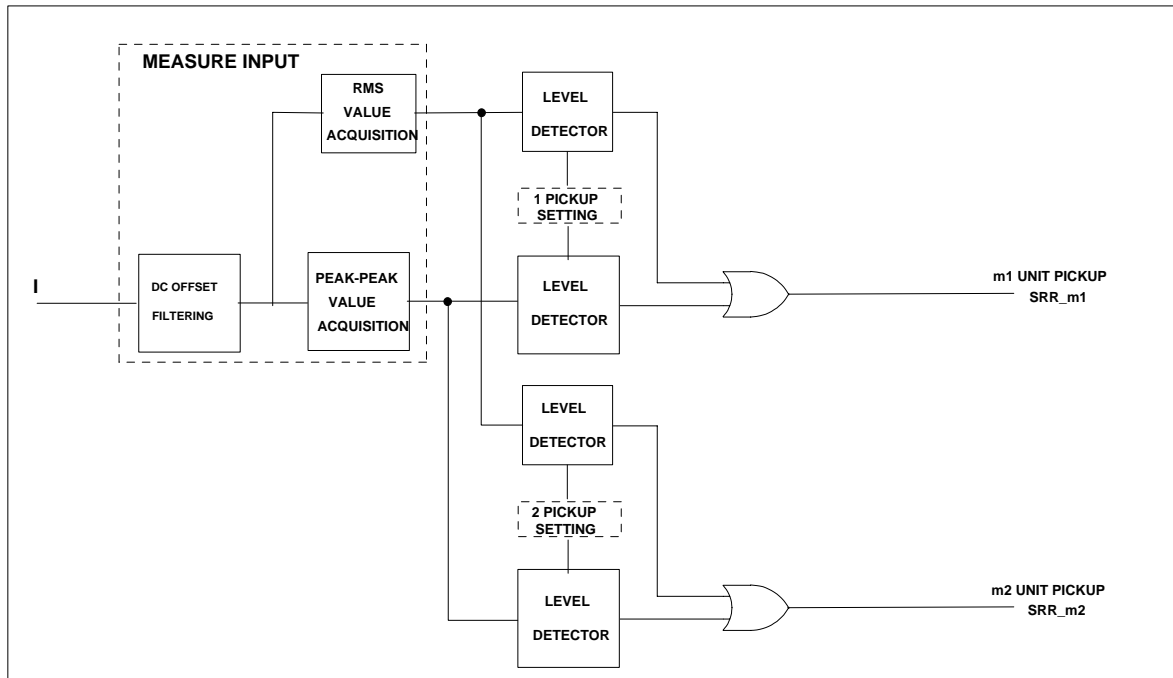 MEASURE INPUT
RMS
VALUE
ACQUISITION
LEVEL
DETECTOR
1 PICKUP
SETTING
I
DC OFFSET
FILTERING
PEAK-PEAK
VALUE
ACQUISITION
LEVEL
DETECTOR
m1 UNIT PICKUP
SRR_m1
LEVEL
DETECTOR
2 PICKUP
SETTING
LEVEL
DETECTOR
m2 UNIT PICKUP
SRR_m2